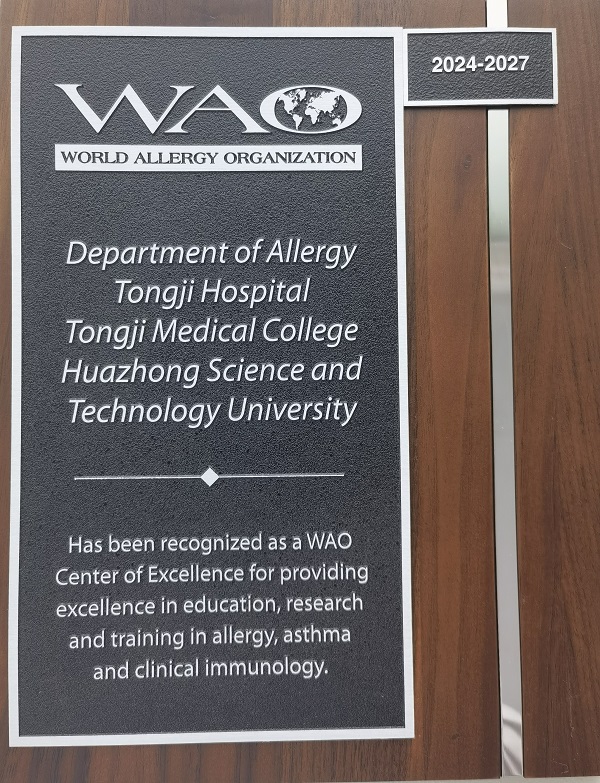 WAO
WORLD ALLERGY ORGANIZATION
2024-2027
Department of Allergy
Tongji Hospital
Tongji Medical College
Huazhong Science and
Technology University
Has been recognized as a WAO
Center of Excellence for providing
excellence in education, research
and training in allergy, asthma
and clinical immunology.